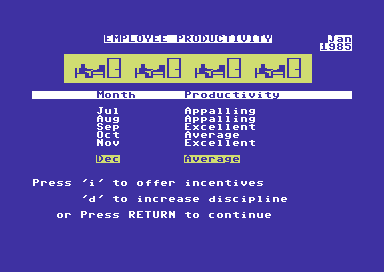 EMPLOYEE PRODUCTIVITY Jan
1985
Month Productivity
Jul Appalling
Aug Appalling
Sep Excellent
Oct Average
Nov Excellent
Dec Average
Press 'i' to offer incentives
'd' to increase discipline
or Press RETURN to continue